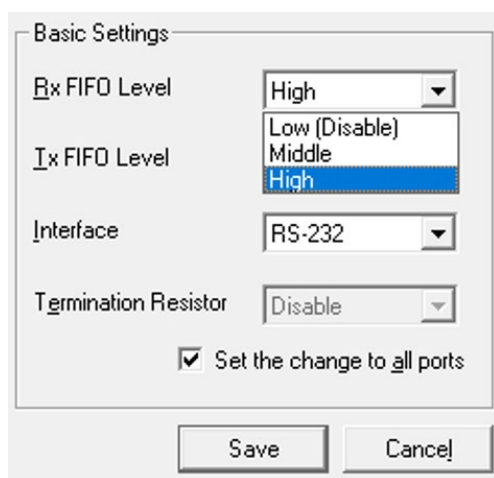 Basic Settings
Rx FIFO Level
High
Low (Disable)
Middle
High
Tx FIFO Level
Interface
RS-232
Termination Resistor
Disable
Set the change to all ports
Save
Cancel